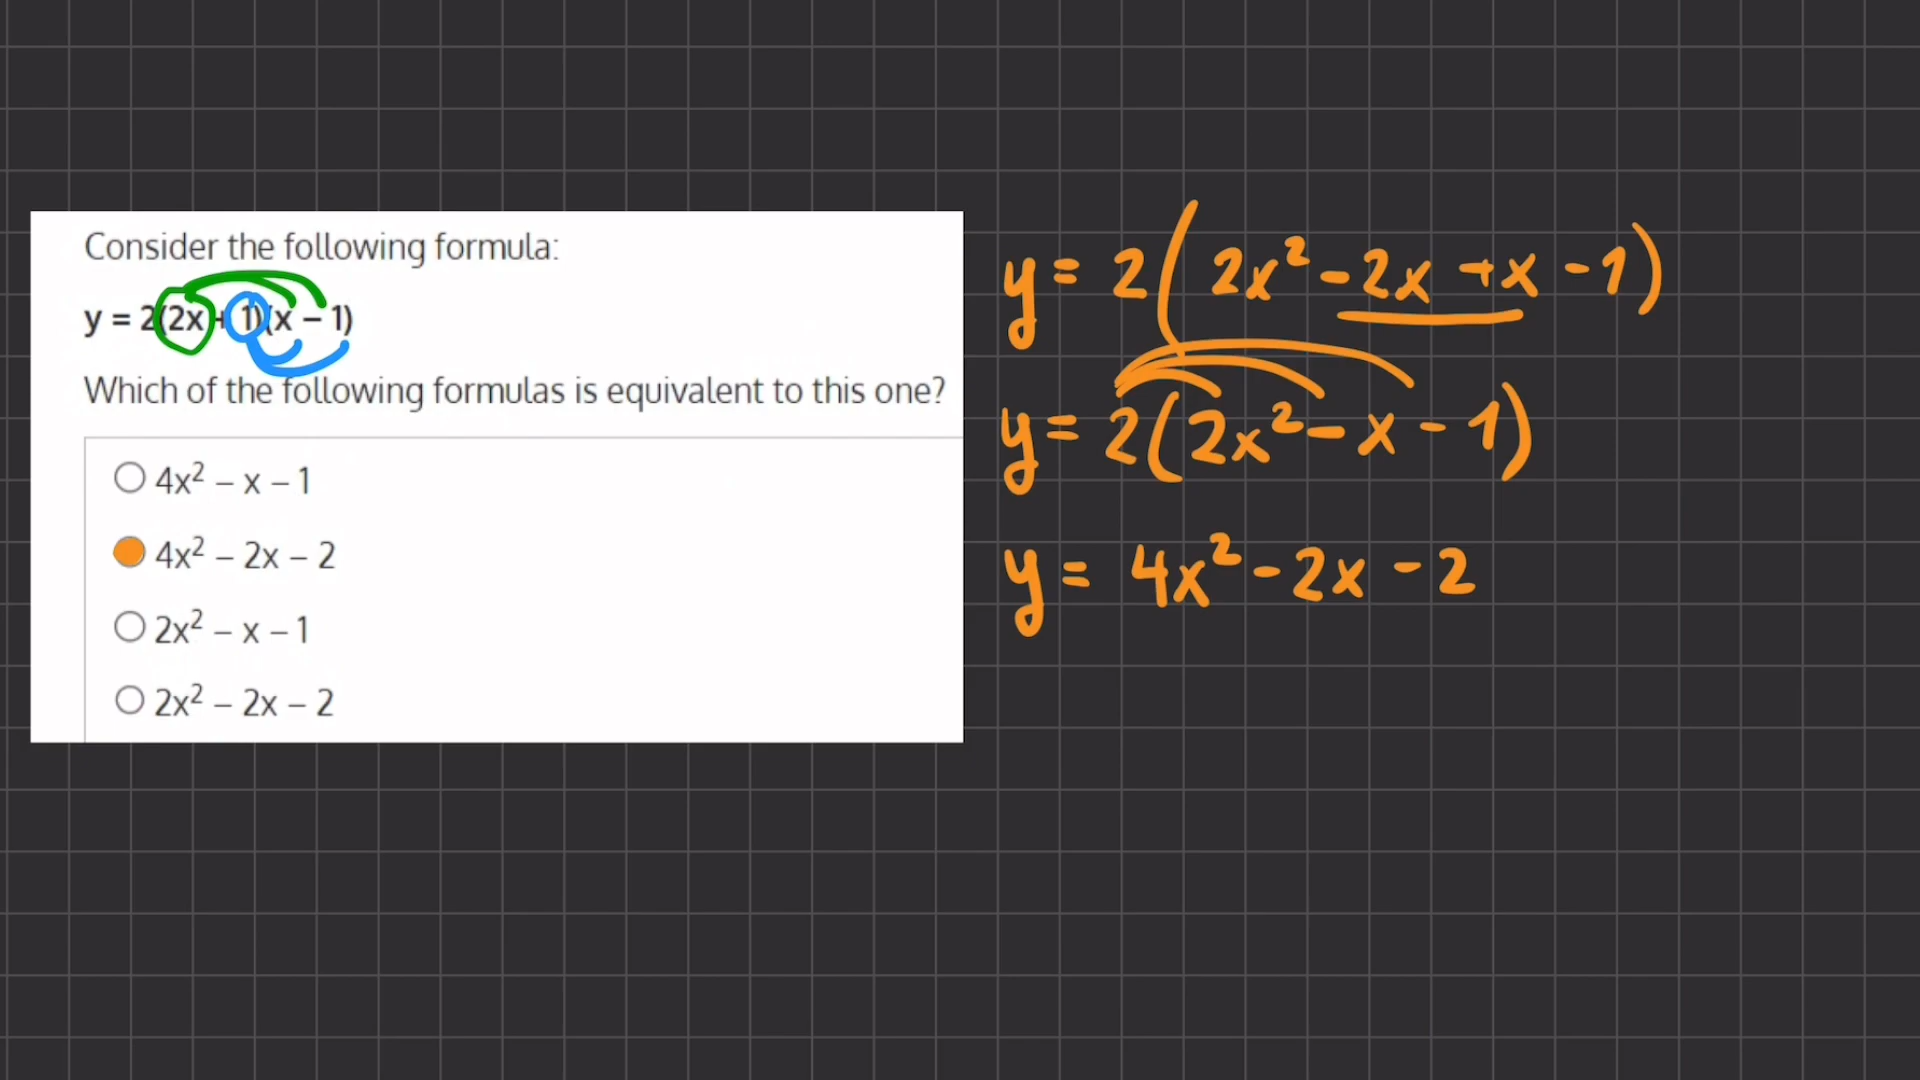 Consider the following formula:
y = 2(2x + 1)(x – 1)
Which of the following formulas is equivalent to this one?
4x² – x – 1
4x² – 2x – 2
2x² – x – 1
2x² – 2x – 2
y = 2(2x² - 2x + x - 1)
y = 2(2x² - x - 1)
y = 4x² - 2x - 2